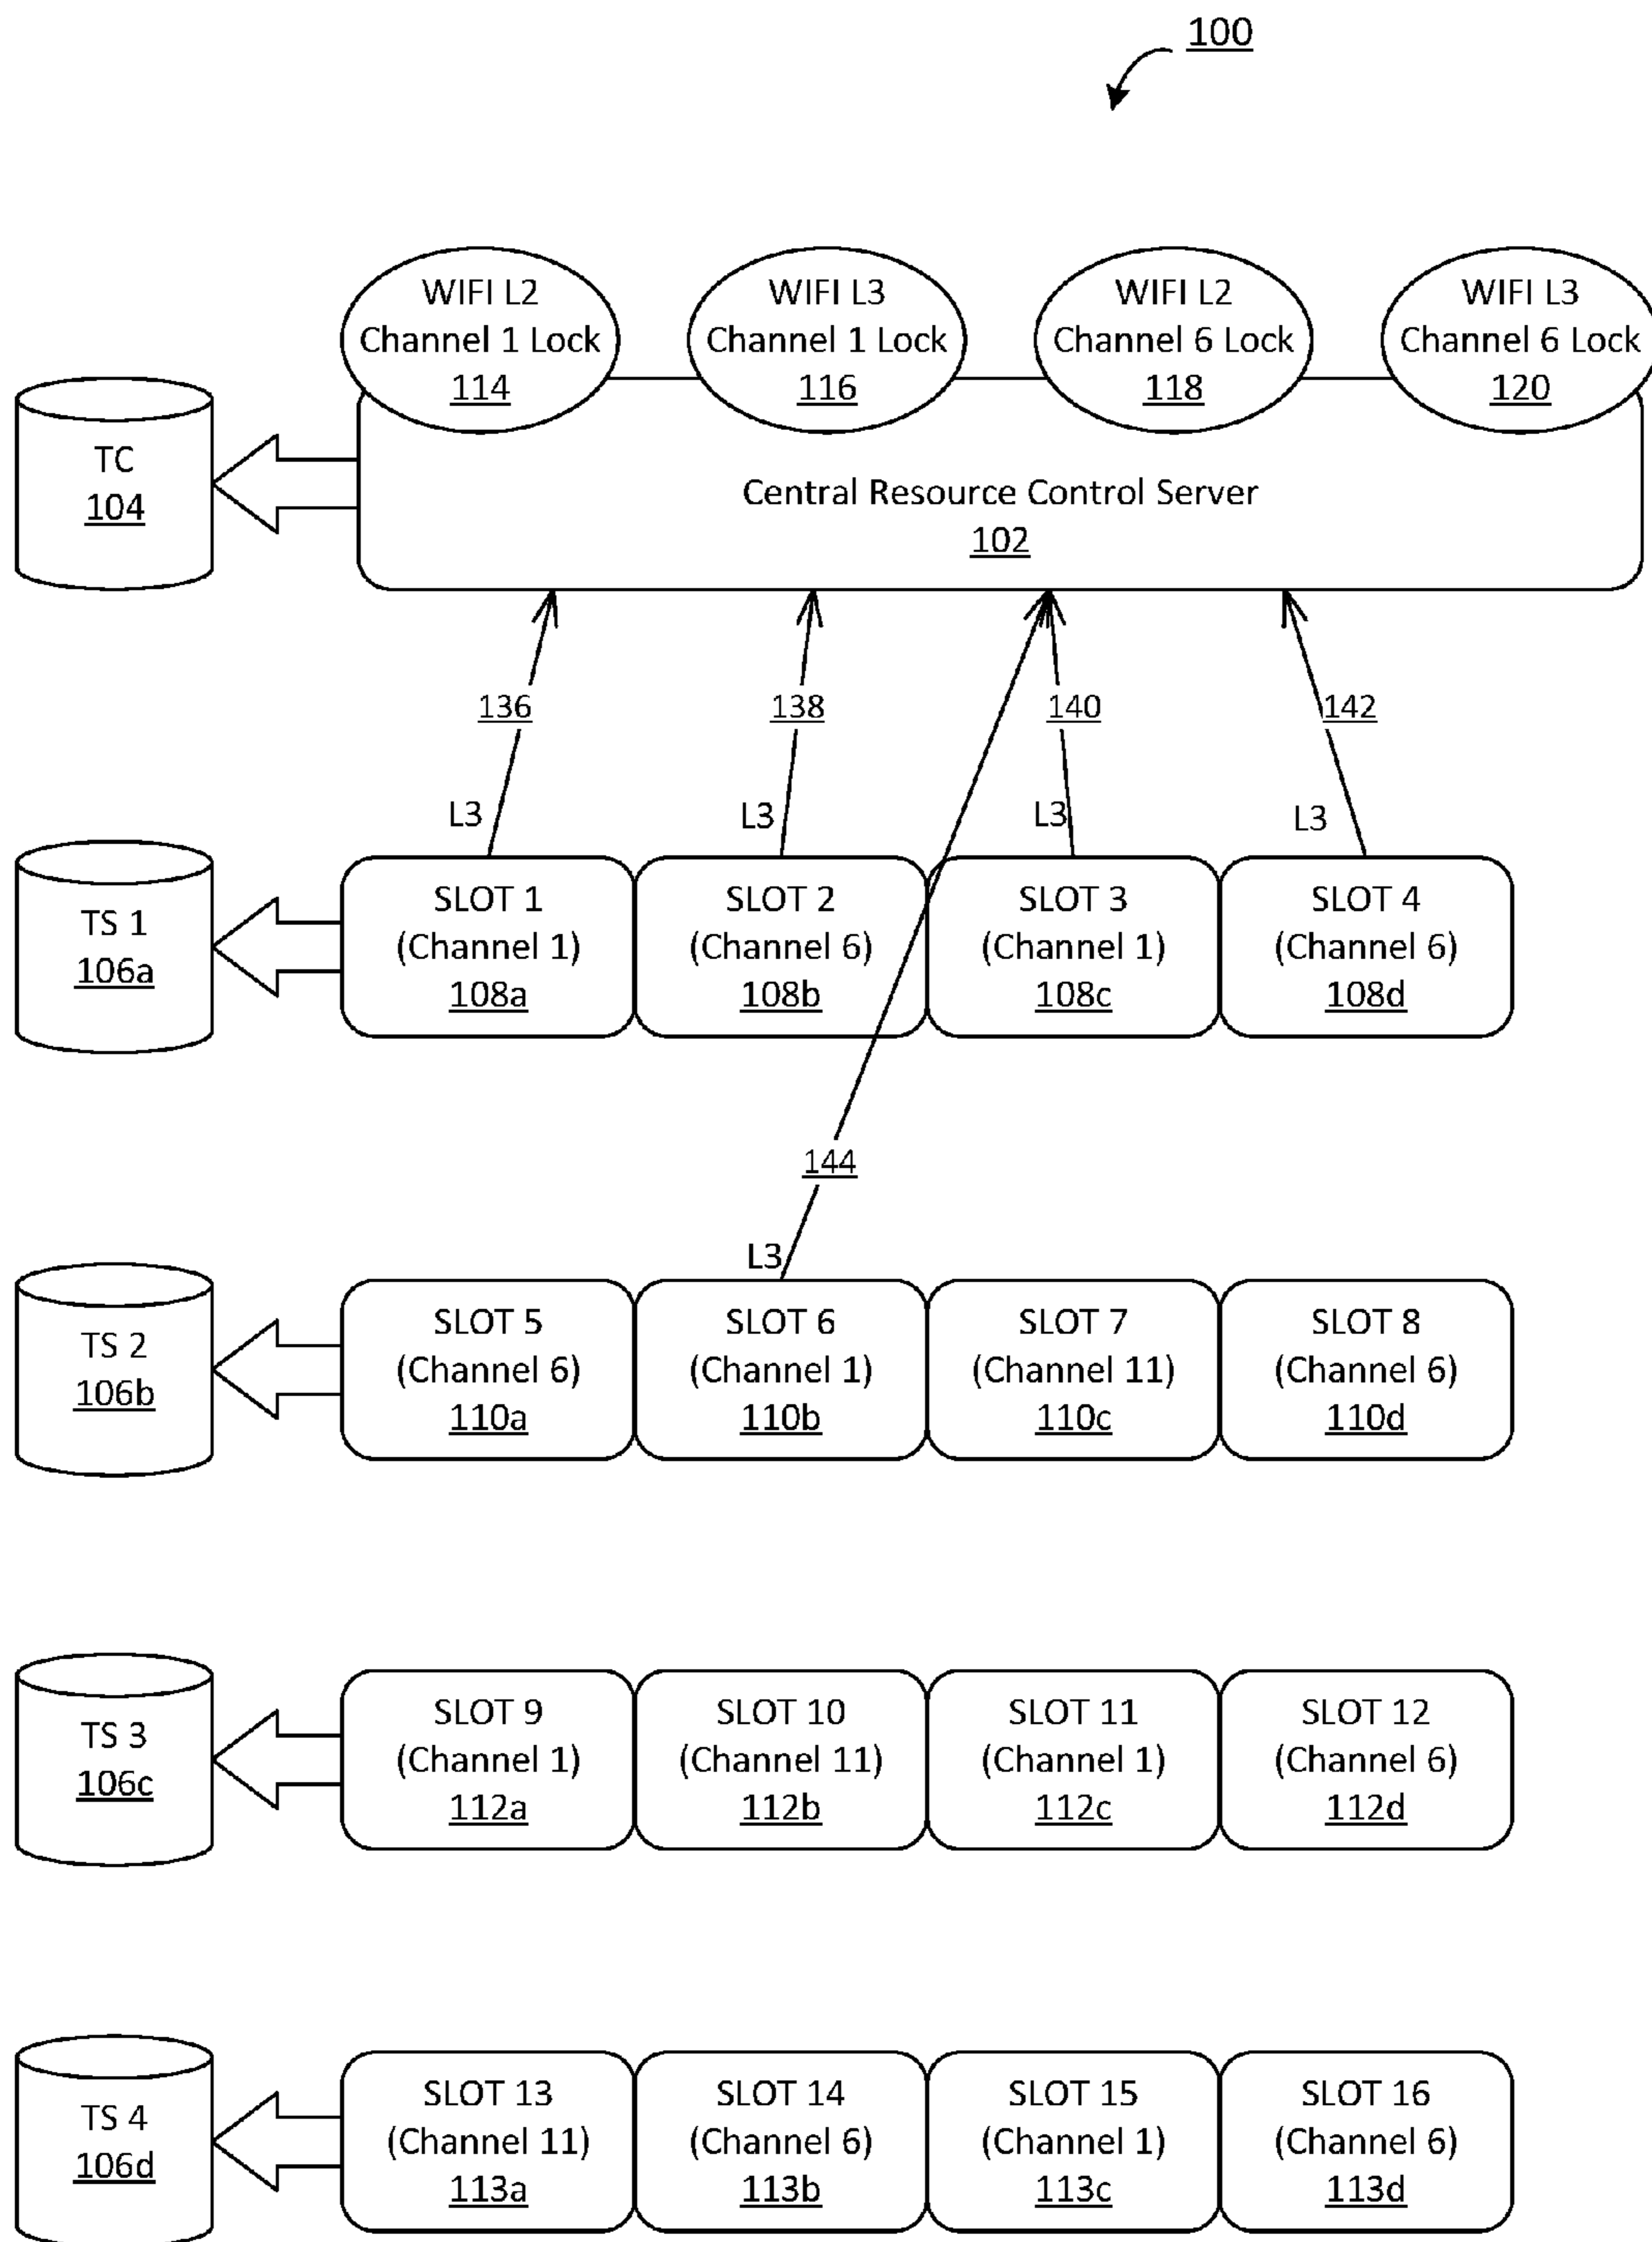 100
WIFI L2
Channel 1 Lock
114
WIFI L3
Channel 1 Lock
116
WIFI L2
Channel 6 Lock
118
WIFI L3
Channel 6 Lock
120
TC
104
Central Resource Control Server
102
136
138
140
142
L3
L3
L3
L3
TS 1
106a
SLOT 1
(Channel 1)
108a
SLOT 2
(Channel 6)
108b
SLOT 3
(Channel 1)
108c
SLOT 4
(Channel 6)
108d
144
L3
TS 2
106b
SLOT 5
(Channel 6)
110a
SLOT 6
(Channel 1)
110b
SLOT 7
(Channel 11)
110c
SLOT 8
(Channel 6)
110d
TS 3
106c
SLOT 9
(Channel 1)
112a
SLOT 10
(Channel 11)
112b
SLOT 11
(Channel 1)
112c
SLOT 12
(Channel 6)
112d
TS 4
106d
SLOT 13
(Channel 11)
113a
SLOT 14
(Channel 6)
113b
SLOT 15
(Channel 1)
113c
SLOT 16
(Channel 6)
113d